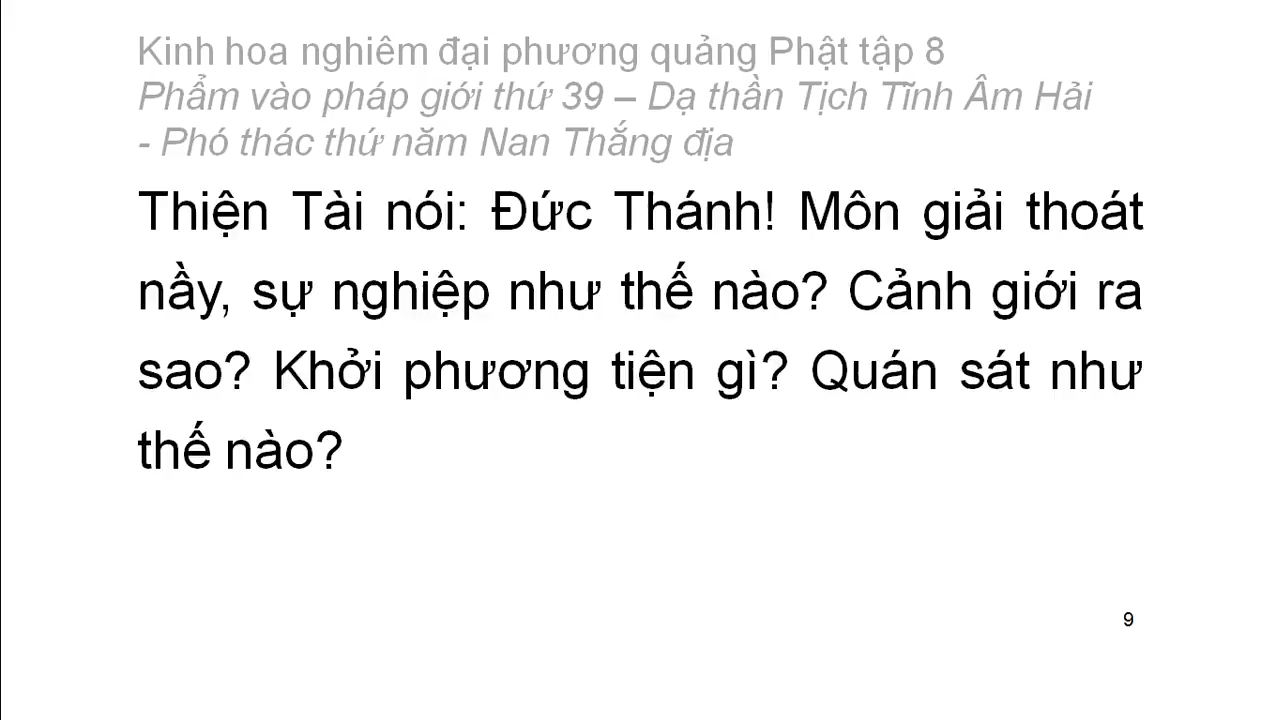 Kinh hoa nghiêm đại phương quảng Phật tập 8
Phẩm vào pháp giới thứ 39 – Dạ thần Tịch Tĩnh Âm Hải
- Phó thác thứ năm Nan Thắng địa
Thiện Tài nói: Đức Thánh! Môn giải thoát
nầy, sự nghiệp như thế nào? Cảnh giới ra
sao? Khởi phương tiện gì? Quán sát như
thế nào?
9